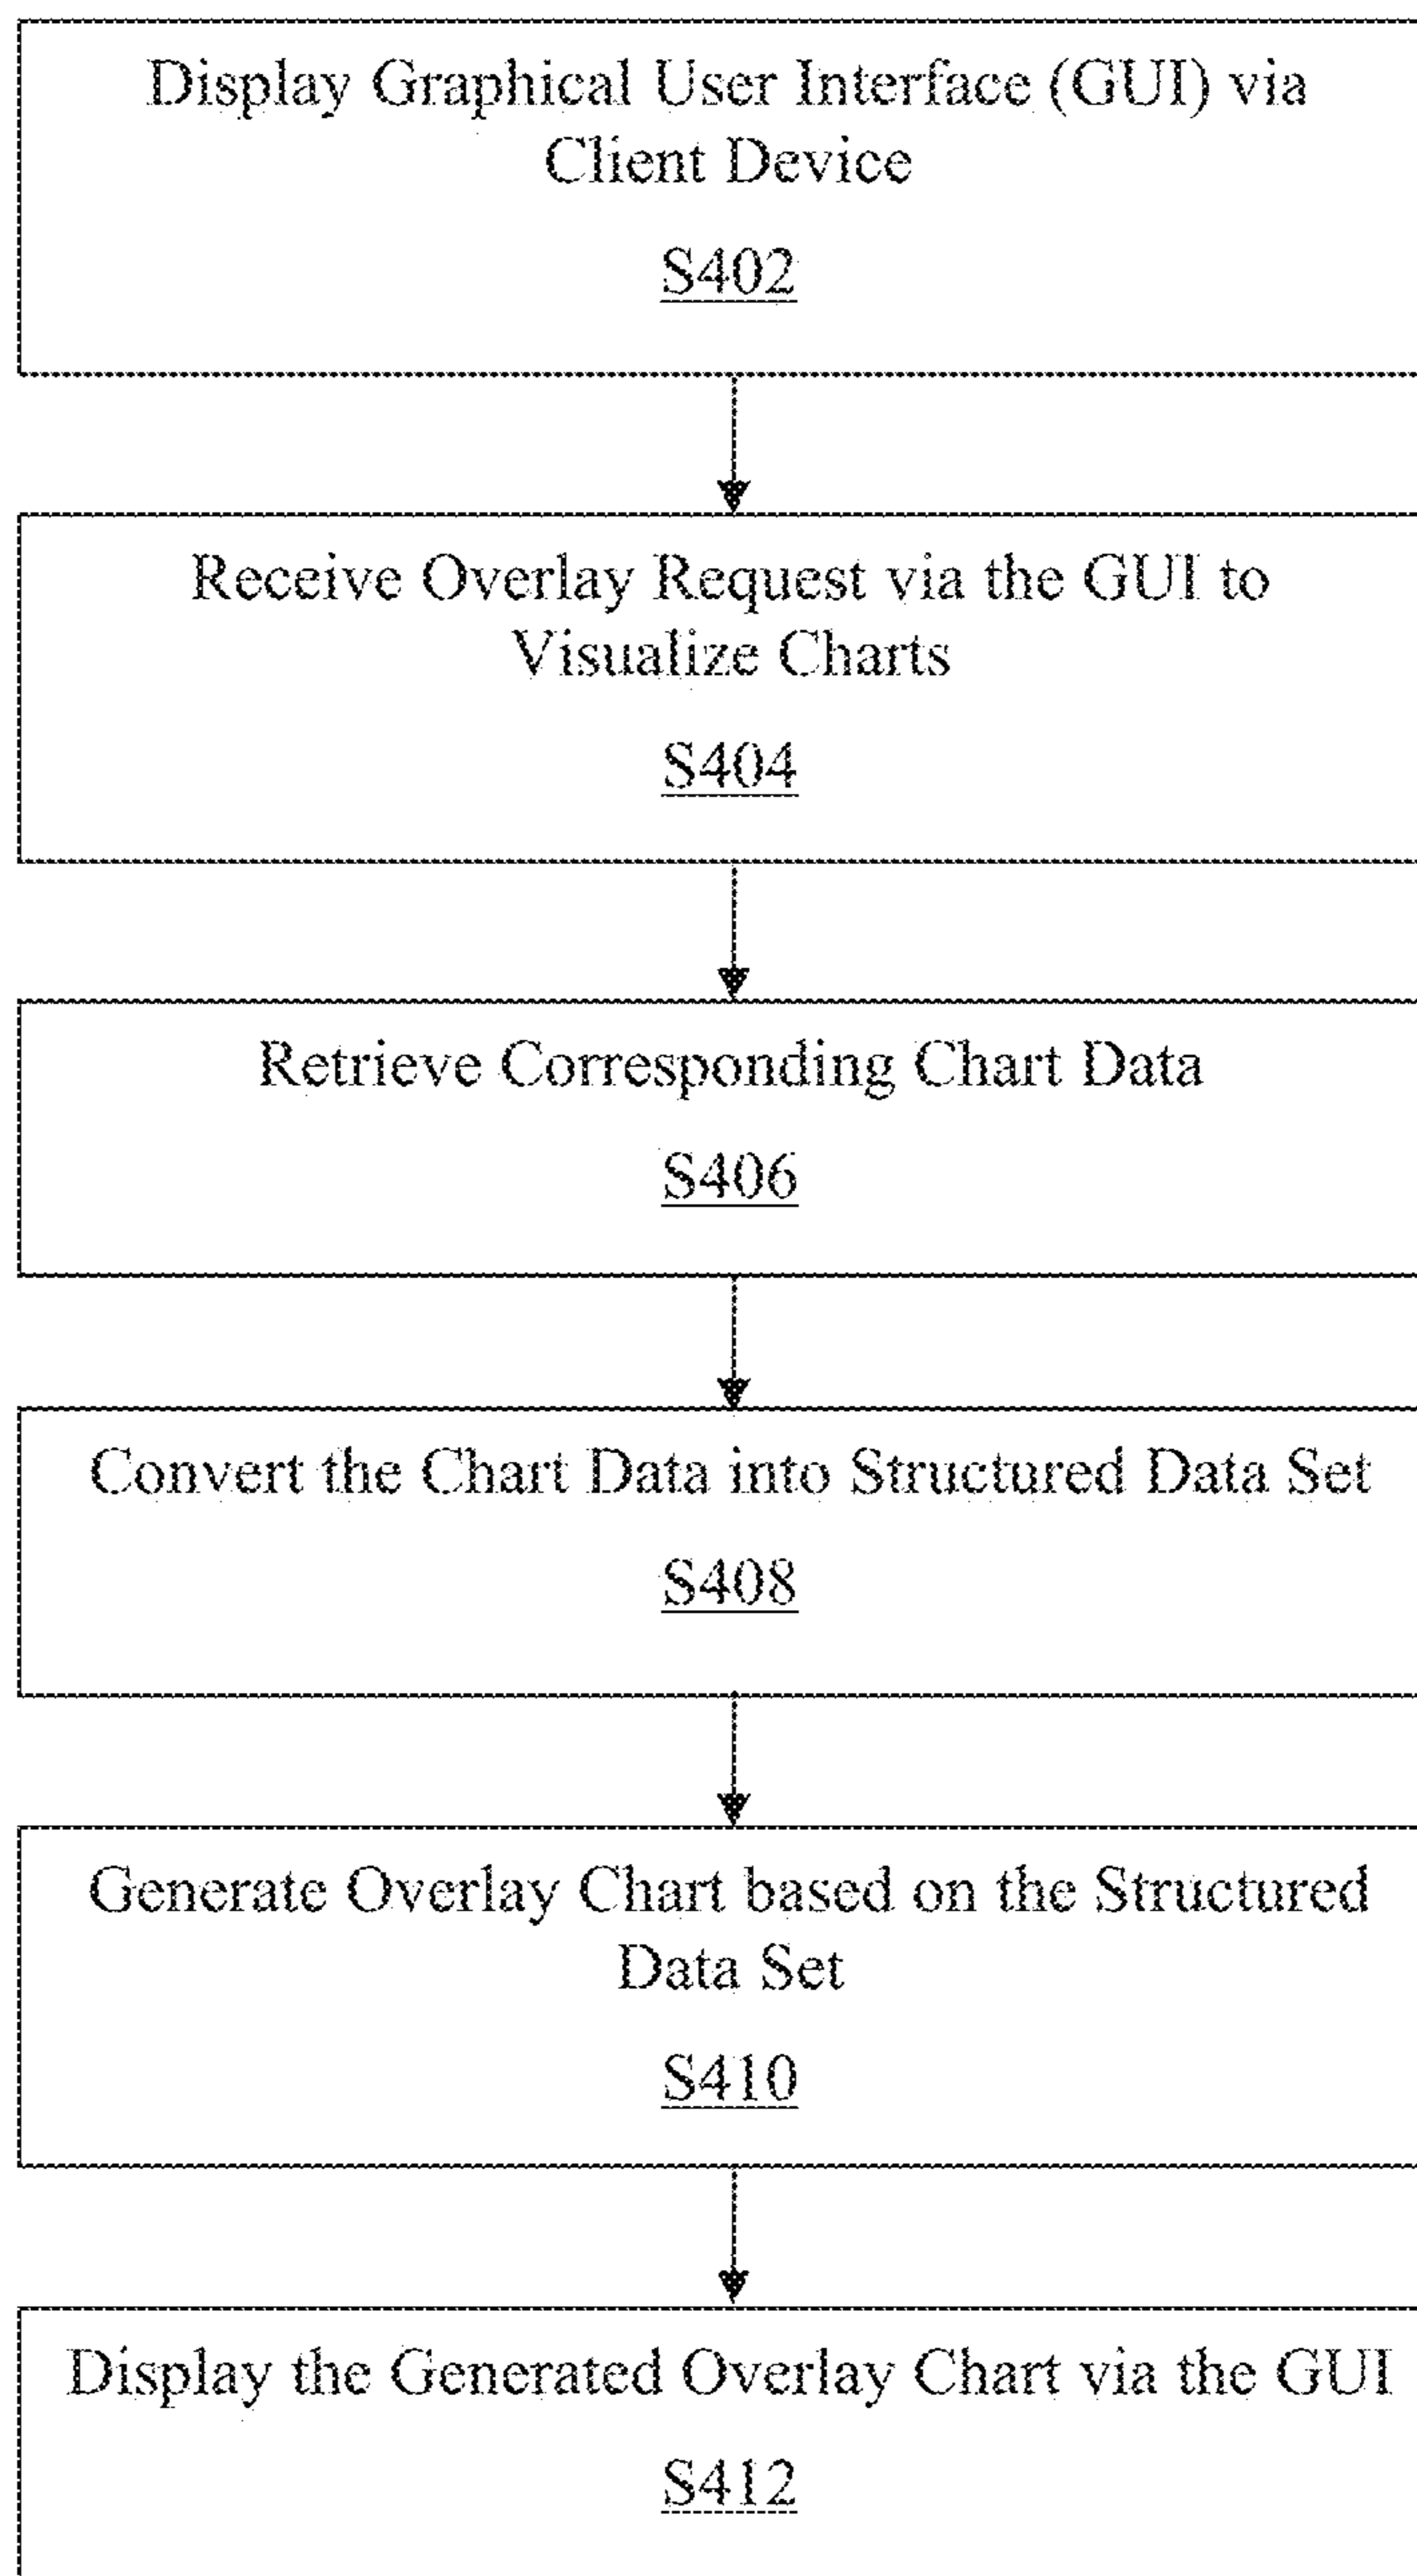 Display Graphical User Interface (GUI) via
Client Device
S402
Receive Overlay Request via the GUI to
Visualize Charts
S404
Retrieve Corresponding Chart Data
S406
Convert the Chart Data into Structured Data Set
S408
Generate Overlay Chart based on the Structured
Data Set
S410
Display the Generated Overlay Chart via the GUI
S412